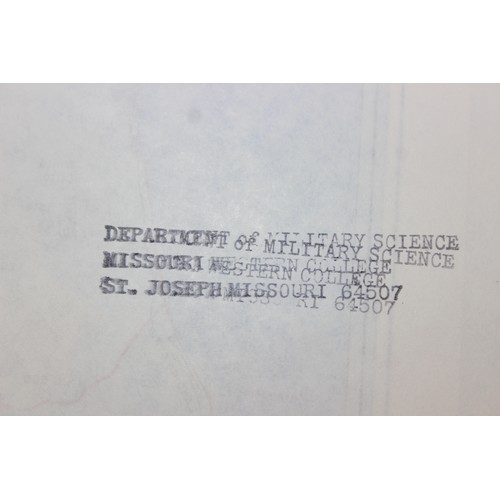 DEPARTMENT of MILITARY SCIENCE
MISSOURI WESTERN COLLEGE
ST. JOSEPH MISSOURI 64507